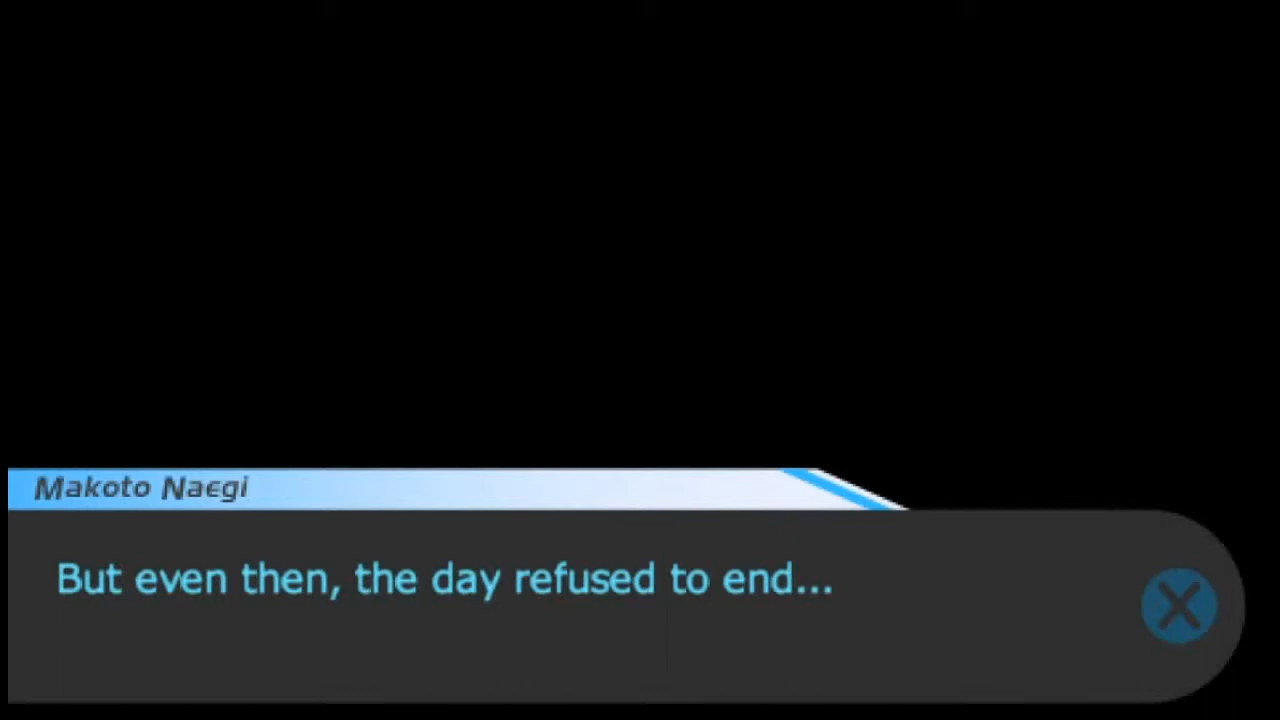 Makoto Naegi
But even then, the day refused to end...